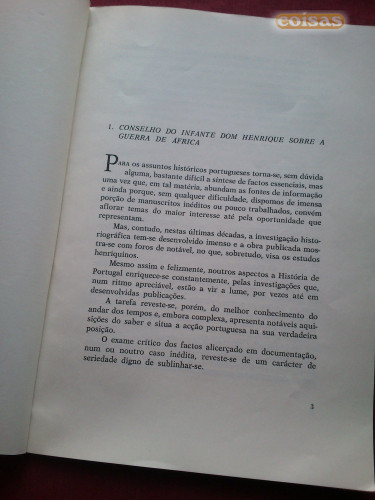 coisas
1. CONSELHO DO INFANTE DOM HENRIQUE SOBRE A
GUERRA DE ÁFRICA
PARA os assuntos históricos portugueses torna-se, sem dúvida
alguma, bastante difícil a síntese de factos essenciais, mas
uma vez que, em tal matéria, abundam as fontes de informação
e ainda porque, sem qualquer dificuldade, dispomos de imensa
porção de manuscritos inéditos ou pouco trabalhados, convém
aflorar temas do maior interesse até pela oportunidade que
representam.
Mas, contudo, nestas últimas décadas, a investigação histo-
riográfica tem-se desenvolvido imenso e a obra publicada mos-
tra-se com foros de notável, no que, sobretudo, visa os estudos
henriquinos.
Mesmo assim e felizmente, noutros aspectos a História de
Portugal enriquece-se constantemente, pelas investigações que,
num ritmo apreciável, estão a vir a lume, por vezes até em
desenvolvidas publicações.
A tarefa reveste-se, porém, do melhor conhecimento do
andar dos tempos e, embora complexa, apresenta notáveis aqui-
sições do saber e situa a acção portuguesa na sua verdadeira
posição.
O exame crítico dos factos alicerçado em documentação,
num ou noutro caso inédita, reveste-se de um carácter de
seriedade digno de sublinhar-se.
3